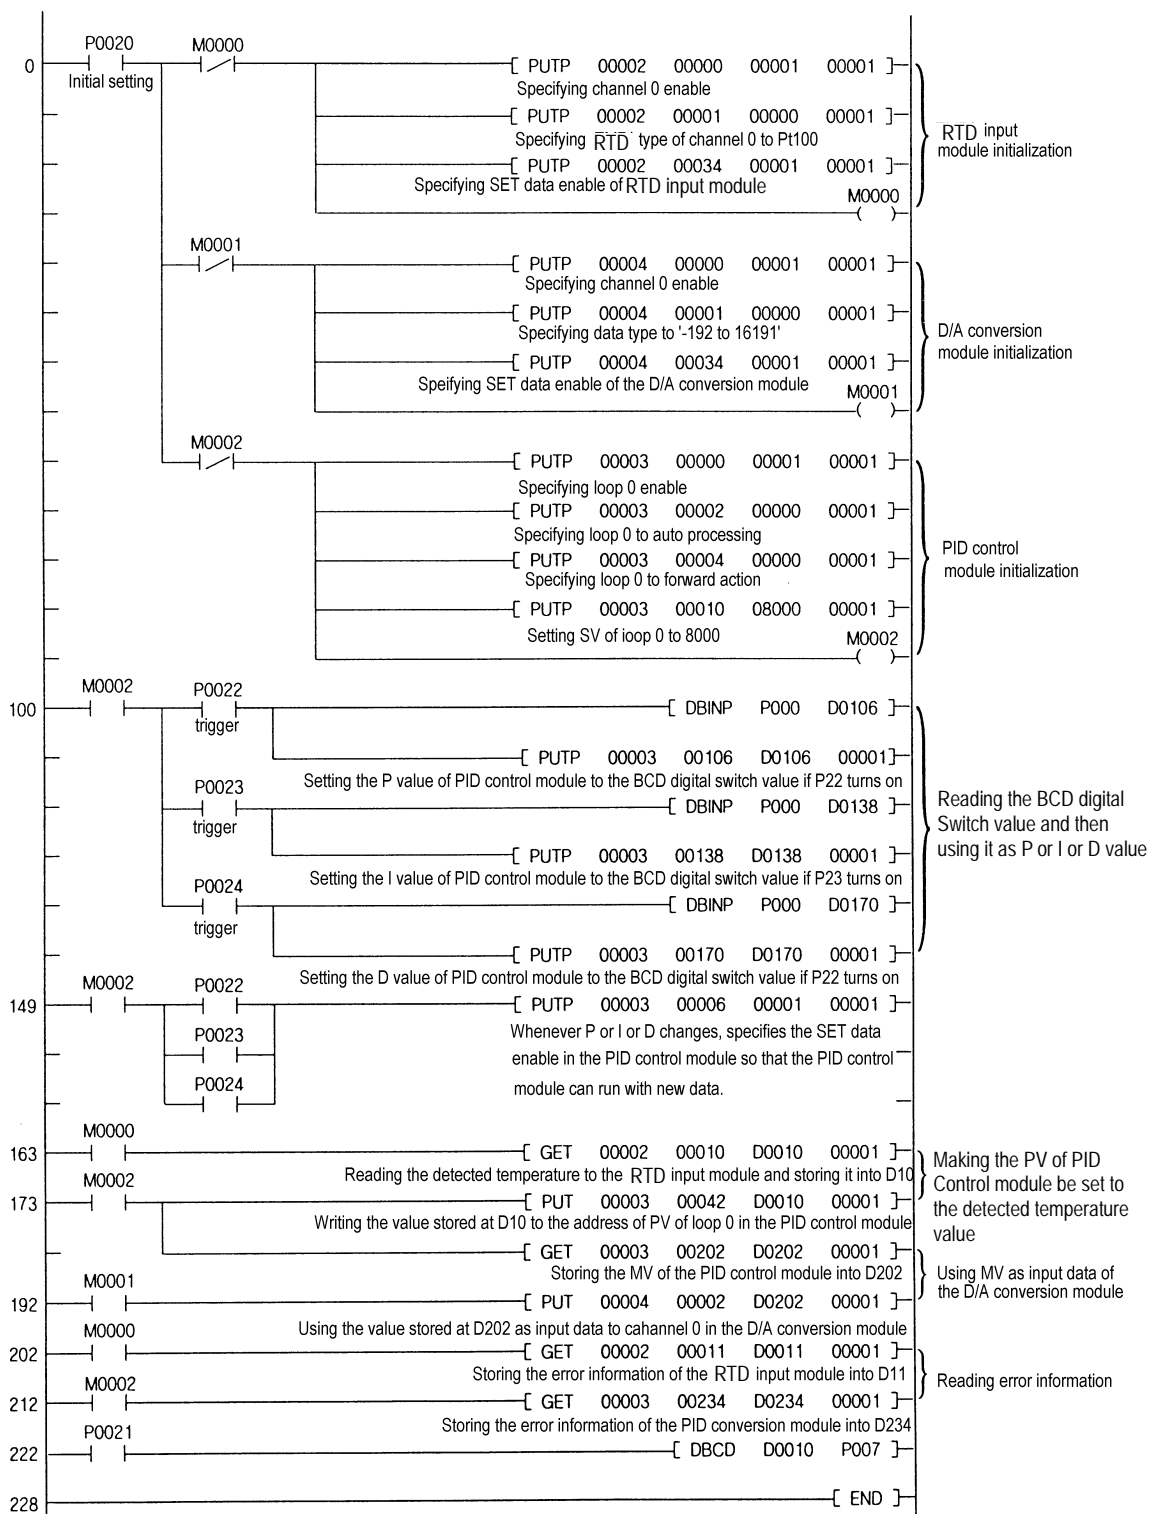 P0020 M0000
0 [ PUTP 00002 00000 00001 00001 ]
Initial setting
Specifying channel 0 enable
[ PUTP 00002 00001 00000 00001 ]
Specifying RTD type of channel 0 to Pt100
RTD input
module initialization
[ PUTP 00002 00034 00001 00001 ]
Specifying SET data enable of RTD input module
M0000
( )
M0001
[ PUTP 00004 00000 00001 00001 ]
Specifying channel 0 enable
[ PUTP 00004 00001 00000 00001 ]
Specifying data type to '-192 to 16191'
D/A conversion
module initialization
[ PUTP 00004 00034 00001 00001 ]
Speifying SET data enable of the D/A conversion module
M0001
( )
M0002
[ PUTP 00003 00000 00001 00001 ]
Specifying loop 0 enable
[ PUTP 00003 00002 00000 00001 ]
Specifying loop 0 to auto processing
PID control
module initialization
[ PUTP 00003 00004 00000 00001 ]
Specifying loop 0 to forward action
[ PUTP 00003 00010 08000 00001 ]
Setting SV of ioop 0 to 8000
M0002
( )
M0002 P0022
100 [ DBINP P000 D0106 ]
trigger
[ PUTP 00003 00106 D0106 00001]
Setting the P value of PID control module to the BCD digital switch value if P22 turns on
P0023
[ DBINP P000 D0138 ]
trigger
Reading the BCD digital
Switch value and then
using it as P or I or D value
[ PUTP 00003 00138 D0138 00001 ]
Setting the I value of PID control module to the BCD digital switch value if P23 turns on
P0024
[ DBINP P000 D0170 ]
trigger
[ PUTP 00003 00170 D0170 00001 ]
Setting the D value of PID control module to the BCD digital switch value if P22 turns on
M0002 P0022
149 [ PUTP 00003 00006 00001 00001 ]
P0023
P0024
Whenever P or I or D changes, specifies the SET data
enable in the PID control module so that the PID control
module can run with new data.
M0000
163 [ GET 00002 00010 D0010 00001 ]
Reading the detected temperature to the RTD input module and storing it into D10
M0002
173 [ PUT 00003 00042 D0010 00001 ]
Making the PV of PID
Control module be set to
the detected temperature
value
Writing the value stored at D10 to the address of PV of loop 0 in the PID control module
[ GET 00003 00202 D0202 00001 ]
Storing the MV of the PID control module into D202
Using MV as input data of
the D/A conversion module
M0001
192 [ PUT 00004 00002 D0202 00001 ]
Using the value stored at D202 as input data to cahannel 0 in the D/A conversion module
M0000
202 [ GET 00002 00011 D0011 00001 ]
Storing the error information of the RTD input module into D11
Reading error information
M0002
212 [ GET 00003 00234 D0234 00001 ]
Storing the error information of the PID conversion module into D234
P0021
222 [ DBCD D0010 P007 ]
228 [ END ]